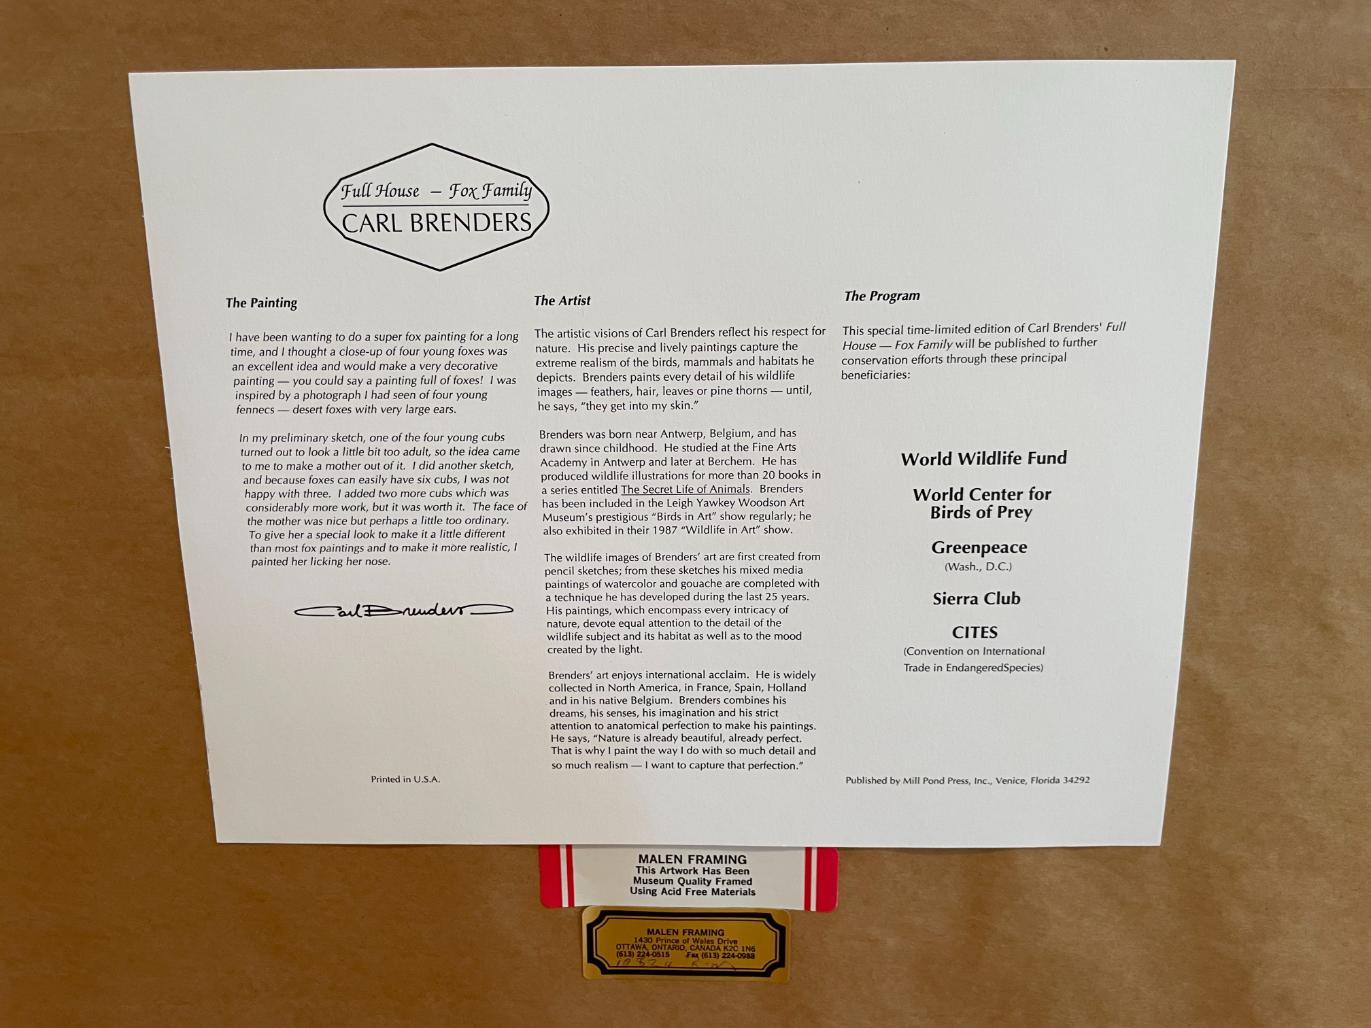 Full House – Fox Family
CARL BRENDERS
The Painting
I have been wanting to do a super fox painting for a long
time, and I thought a close-up of four young foxes was
an excellent idea and would make a very decorative
painting — you could say a painting full of foxes!  I was
inspired by a photograph I had seen of four young
fennecs — desert foxes with very large ears.
In my preliminary sketch, one of the four young cubs
turned out to look a little bit too adult, so the idea came
to me to make a mother out of it.  I did another sketch,
and because foxes can easily have six cubs, I was not
happy with three.  I added two more cubs which was
considerably more work, but it was worth it.  The face of
the mother was nice but perhaps a little too ordinary.
To give her a special look to make it a little different
than most fox paintings and to make it more realistic, I
painted her licking her nose.
Carl Brenders
Printed in U.S.A.
The Artist
The artistic visions of Carl Brenders reflect his respect for
nature.  His precise and lively paintings capture the
extreme realism of the birds, mammals and habitats he
depicts.  Brenders paints every detail of his wildlife
images — feathers, hair, leaves or pine thorns — until,
he says, "they get into my skin."
Brenders was born near Antwerp, Belgium, and has
drawn since childhood.  He studied at the Fine Arts
Academy in Antwerp and later at Berchem.  He has
produced wildlife illustrations for more than 20 books in
a series entitled The Secret Life of Animals.  Brenders
has been included in the Leigh Yawkey Woodson Art
Museum's prestigious "Birds in Art" show regularly; he
also exhibited in their 1987 "Wildlife in Art" show.
The wildlife images of Brenders' art are first created from
pencil sketches; from these sketches his mixed media
paintings of watercolor and gouache are completed with
a technique he has developed during the last 25 years.
His paintings, which encompass every intricacy of
nature, devote equal attention to the detail of the
wildlife subject and its habitat as well as to the mood
created by the light.
Brenders' art enjoys international acclaim.  He is widely
collected in North America, in France, Spain, Holland
and in his native Belgium.  Brenders combines his
dreams, his senses, his imagination and his strict
attention to anatomical perfection to make his paintings.
He says, "Nature is already beautiful, already perfect.
That is why I paint the way I do with so much detail and
so much realism — I want to capture that perfection."
The Program
This special time-limited edition of Carl Brenders' Full
House — Fox Family will be published to further
conservation efforts through these principal
beneficiaries:
World Wildlife Fund
World Center for
Birds of Prey
Greenpeace
(Wash., D.C.)
Sierra Club
CITES
(Convention on International
Trade in EndangeredSpecies)
Published by Mill Pond Press, Inc., Venice, Florida 34292
MALEN FRAMING
This Artwork Has Been
Museum Quality Framed
Using Acid Free Materials
MALEN FRAMING
1430 Prince of Wales Drive
OTTAWA, ONTARIO, CANADA K2C 1N6
(613) 224-0515 Fax (613) 224-0988